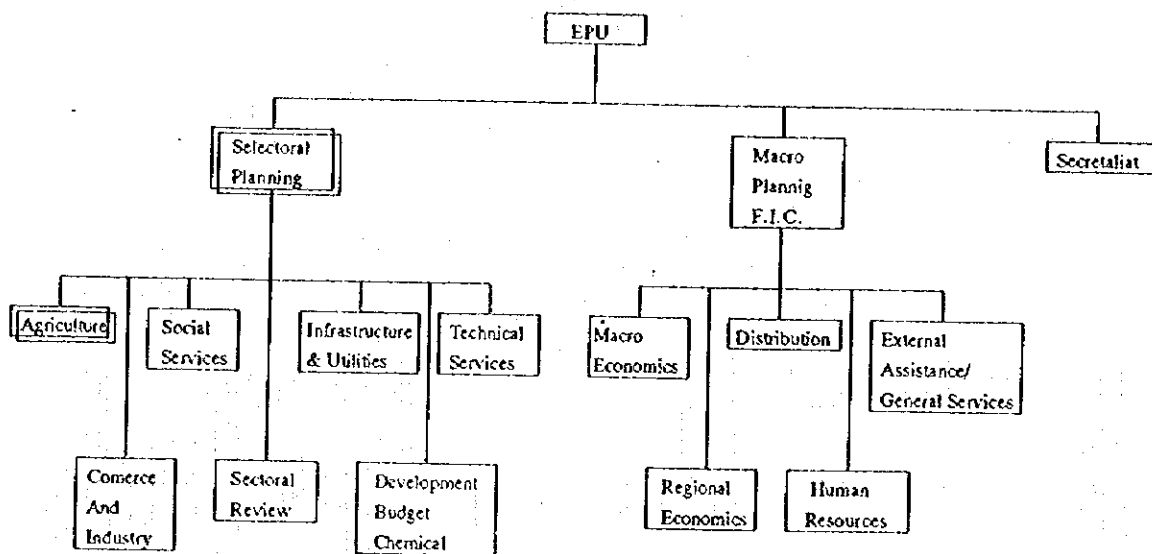 EPU
Selectoral
Planning
Macro
Plannig
F.I.C.
Secretaliat
Agriculture
Social
Services
Infrastructure
& Utilities
Technical
Services
Macro
Economics
Distribution
External
Assistance/
General Services
Comerce
And
Industry
Sectoral
Review
Development
Budget
Chemical
Regional
Economics
Human
Resources